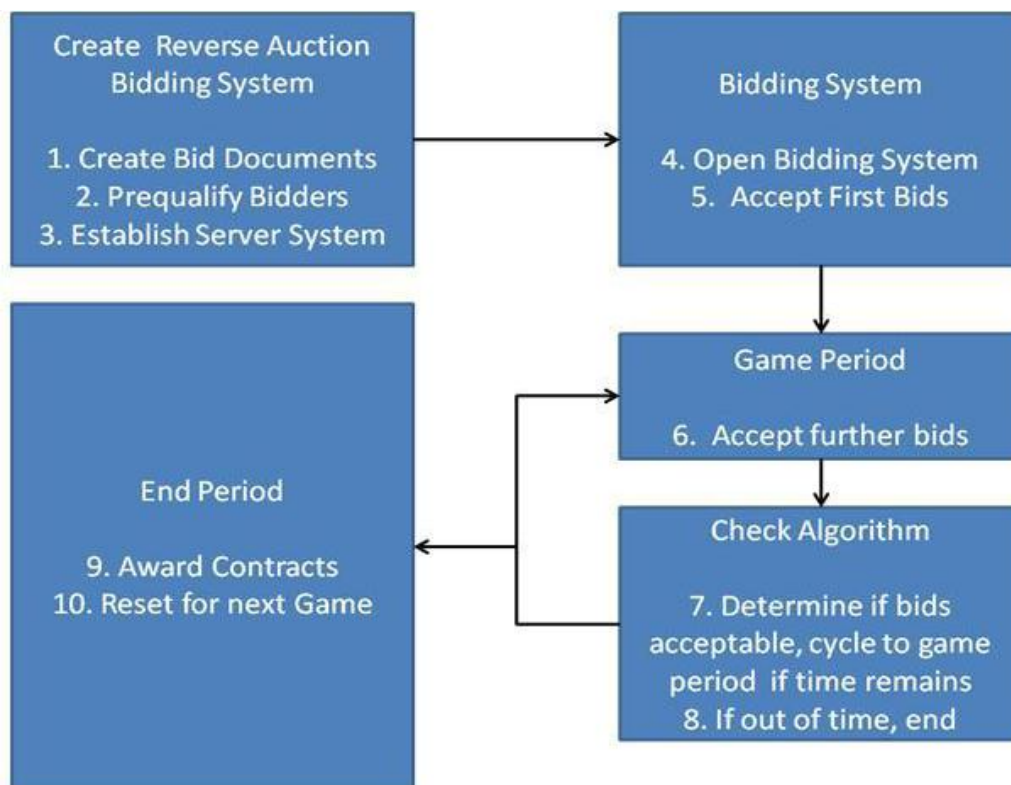 Create Reverse Auction
Bidding System
1. Create Bid Documents
2. Prequalify Bidders
3. Establish Server System
Bidding System
4. Open Bidding System
5. Accept First Bids
Game Period
6. Accept further bids
Check Algorithm
7. Determine if bids
acceptable, cycle to game
period if time remains
8. If out of time, end
End Period
9. Award Contracts
10. Reset for next Game